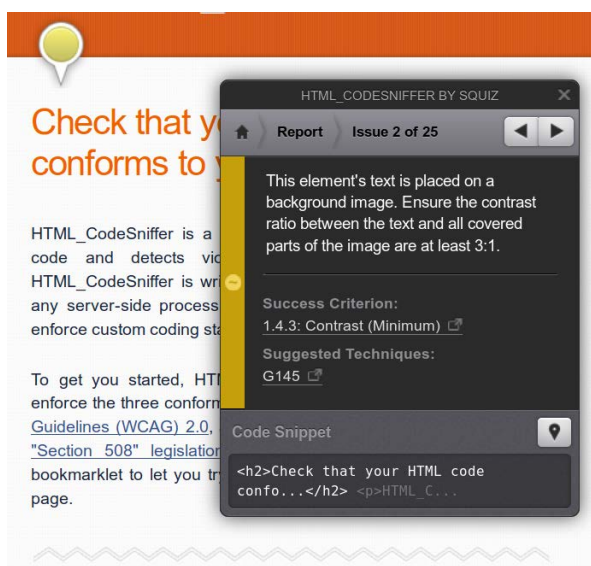 Check that y
conforms to y
HTML_CodeSniffer is a
code and detects vio
HTML_CodeSniffer is wri
any server-side process
enforce custom coding sta
To get you started, HT
enforce the three conform
Guidelines (WCAG) 2.0,
"Section 508" legislation
bookmarklet to let you try
page.
HTML_CODESNIFFER BY SQUIZ
Report Issue 2 of 25
This element's text is placed on a
background image. Ensure the contrast
ratio between the text and all covered
parts of the image are at least 3:1.
Success Criterion:
1.4.3: Contrast (Minimum)
Suggested Techniques:
G145
Code Snippet
<h2>Check that your HTML code
confo...</h2> <p>HTML_C...